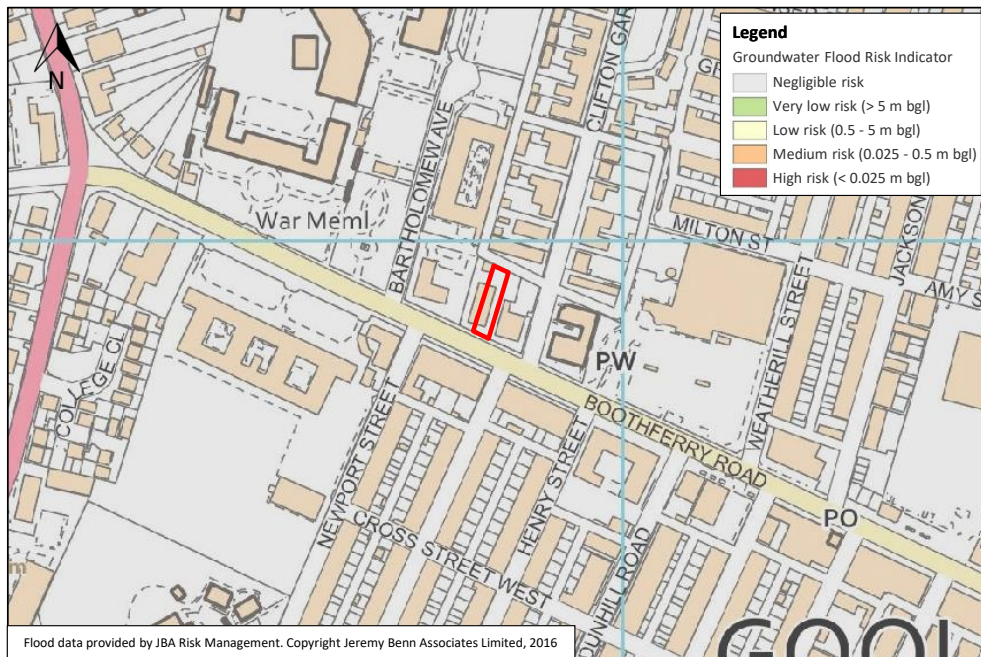 Legend
Groundwater Flood Risk Indicator
Negligible risk
Very low risk (> 5 m bgl)
Low risk (0.5 - 5 m bgl)
Medium risk (0.025 - 0.5 m bgl)
High risk (< 0.025 m bgl)
N
BARTHOLOMEW AVE
CLIFTON GAR
War Meml
MILTON ST
JACKSON
AMY S
WEATHERILL STREET
COLLEGE CL
PW
BOOTHFERRY ROAD
NEWPORT STREET
HENRY STREET
PO
CROSS STREET WEST
GOOL
Flood data provided by JBA Risk Management. Copyright Jeremy Benn Associates Limited, 2016